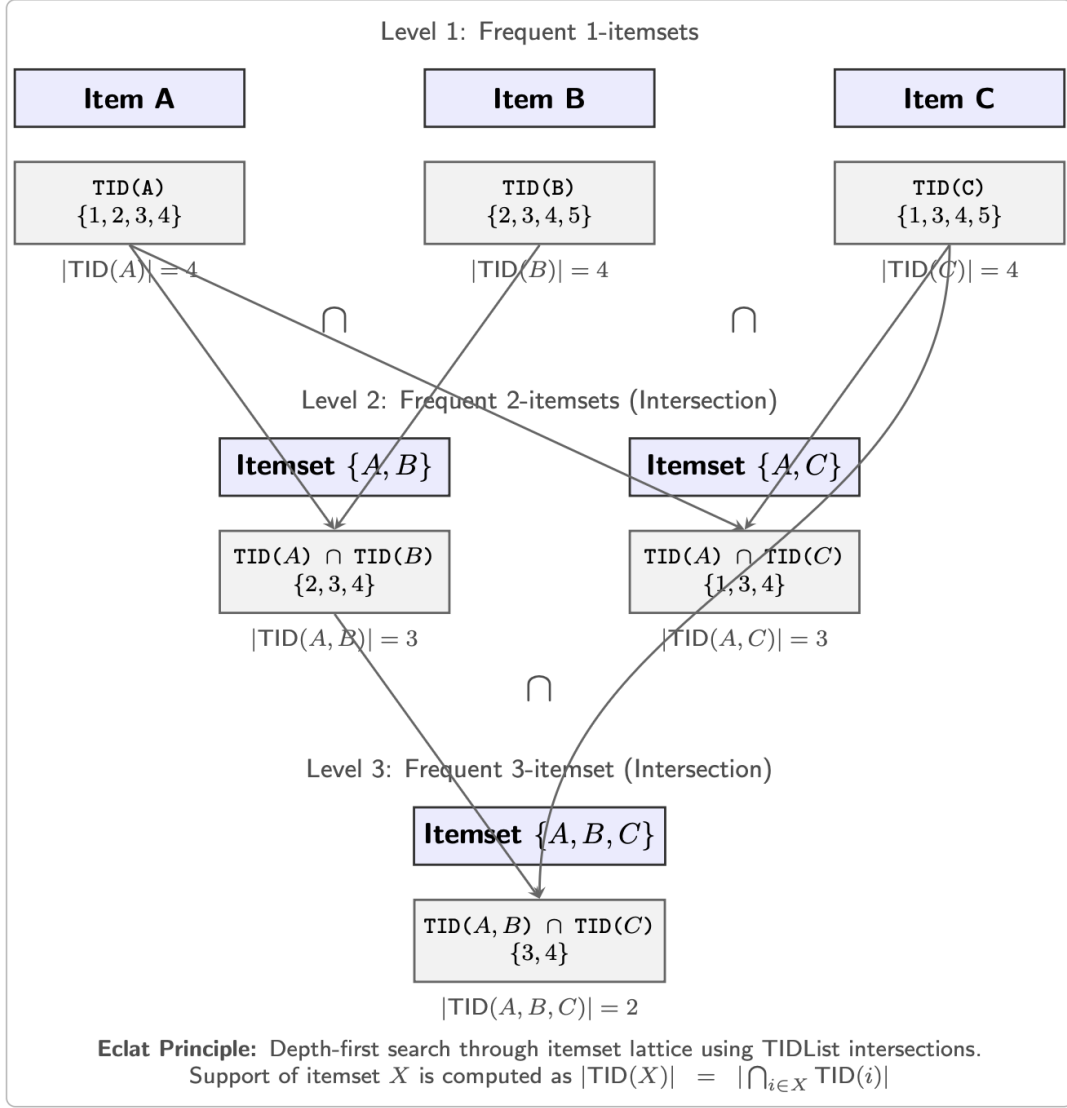 Level 1: Frequent 1-itemsets
Item A
Item B
Item C
TID(A)
{1, 2, 3, 4}
TID(B)
{2, 3, 4, 5}
TID(C)
{1, 3, 4, 5}
|TID(A)| = 4
|TID(B)| = 4
|TID(C)| = 4
⋂
⋂
Level 2: Frequent 2-itemsets (Intersection)
Itemset {A, B}
Itemset {A, C}
TID(A) ∩ TID(B)
{2, 3, 4}
TID(A) ∩ TID(C)
{1, 3, 4}
|TID(A, B)| = 3
|TID(A, C)| = 3
⋂
Level 3: Frequent 3-itemset (Intersection)
Itemset {A, B, C}
TID(A, B) ∩ TID(C)
{3, 4}
|TID(A, B, C)| = 2
Eclat Principle: Depth-first search through itemset lattice using TIDList intersections.
Support of itemset X is computed as |TID(X)| = |⋂_{i∈X} TID(i)|